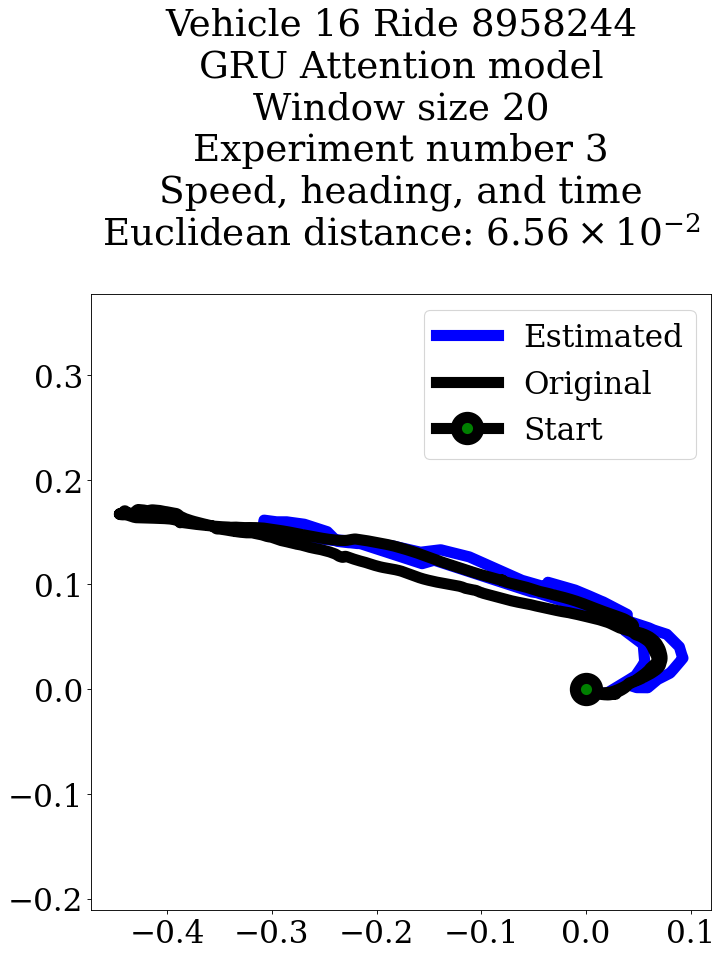 Vehicle 16 Ride 8958244
GRU Attention model
Window size 20
Experiment number 3
Speed, heading, and time
Euclidean distance: 6.56 × 10⁻²
Estimated
Original
Start
0.3
0.2
0.1
0.0
−0.1
−0.2
−0.4
−0.3
−0.2
−0.1
0.0
0.1